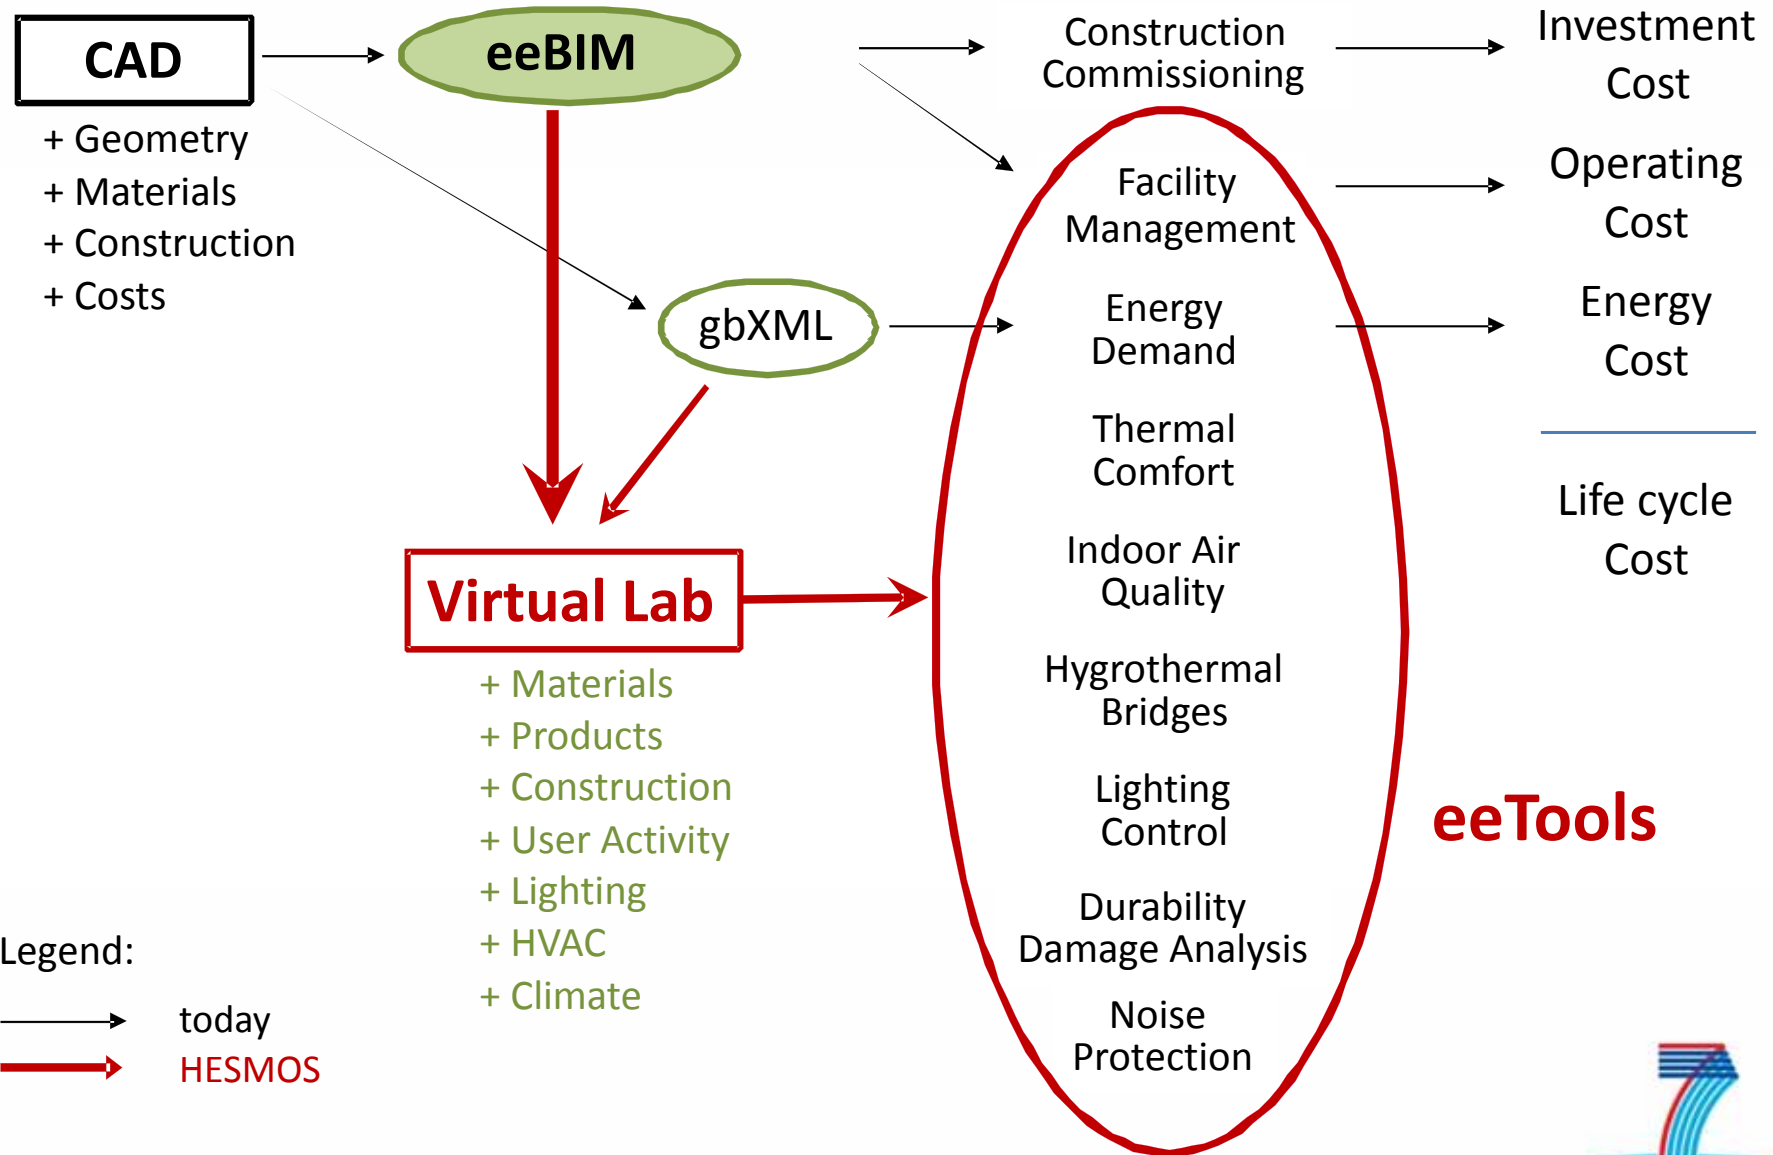 CAD
eeBIM
Construction
Commissioning
Investment
Cost
+ Geometry
+ Materials
+ Construction
+ Costs
Facility
Management
Operating
Cost
gbXML
Energy
Demand
Energy
Cost
Thermal
Comfort
Life cycle
Cost
Indoor Air
Quality
Virtual Lab
+ Materials
+ Products
+ Construction
+ User Activity
+ Lighting
+ HVAC
+ Climate
Hygrothermal
Bridges
Lighting
Control
eeTools
Durability
Damage Analysis
Noise
Protection
Legend:
today
HESMOS
7